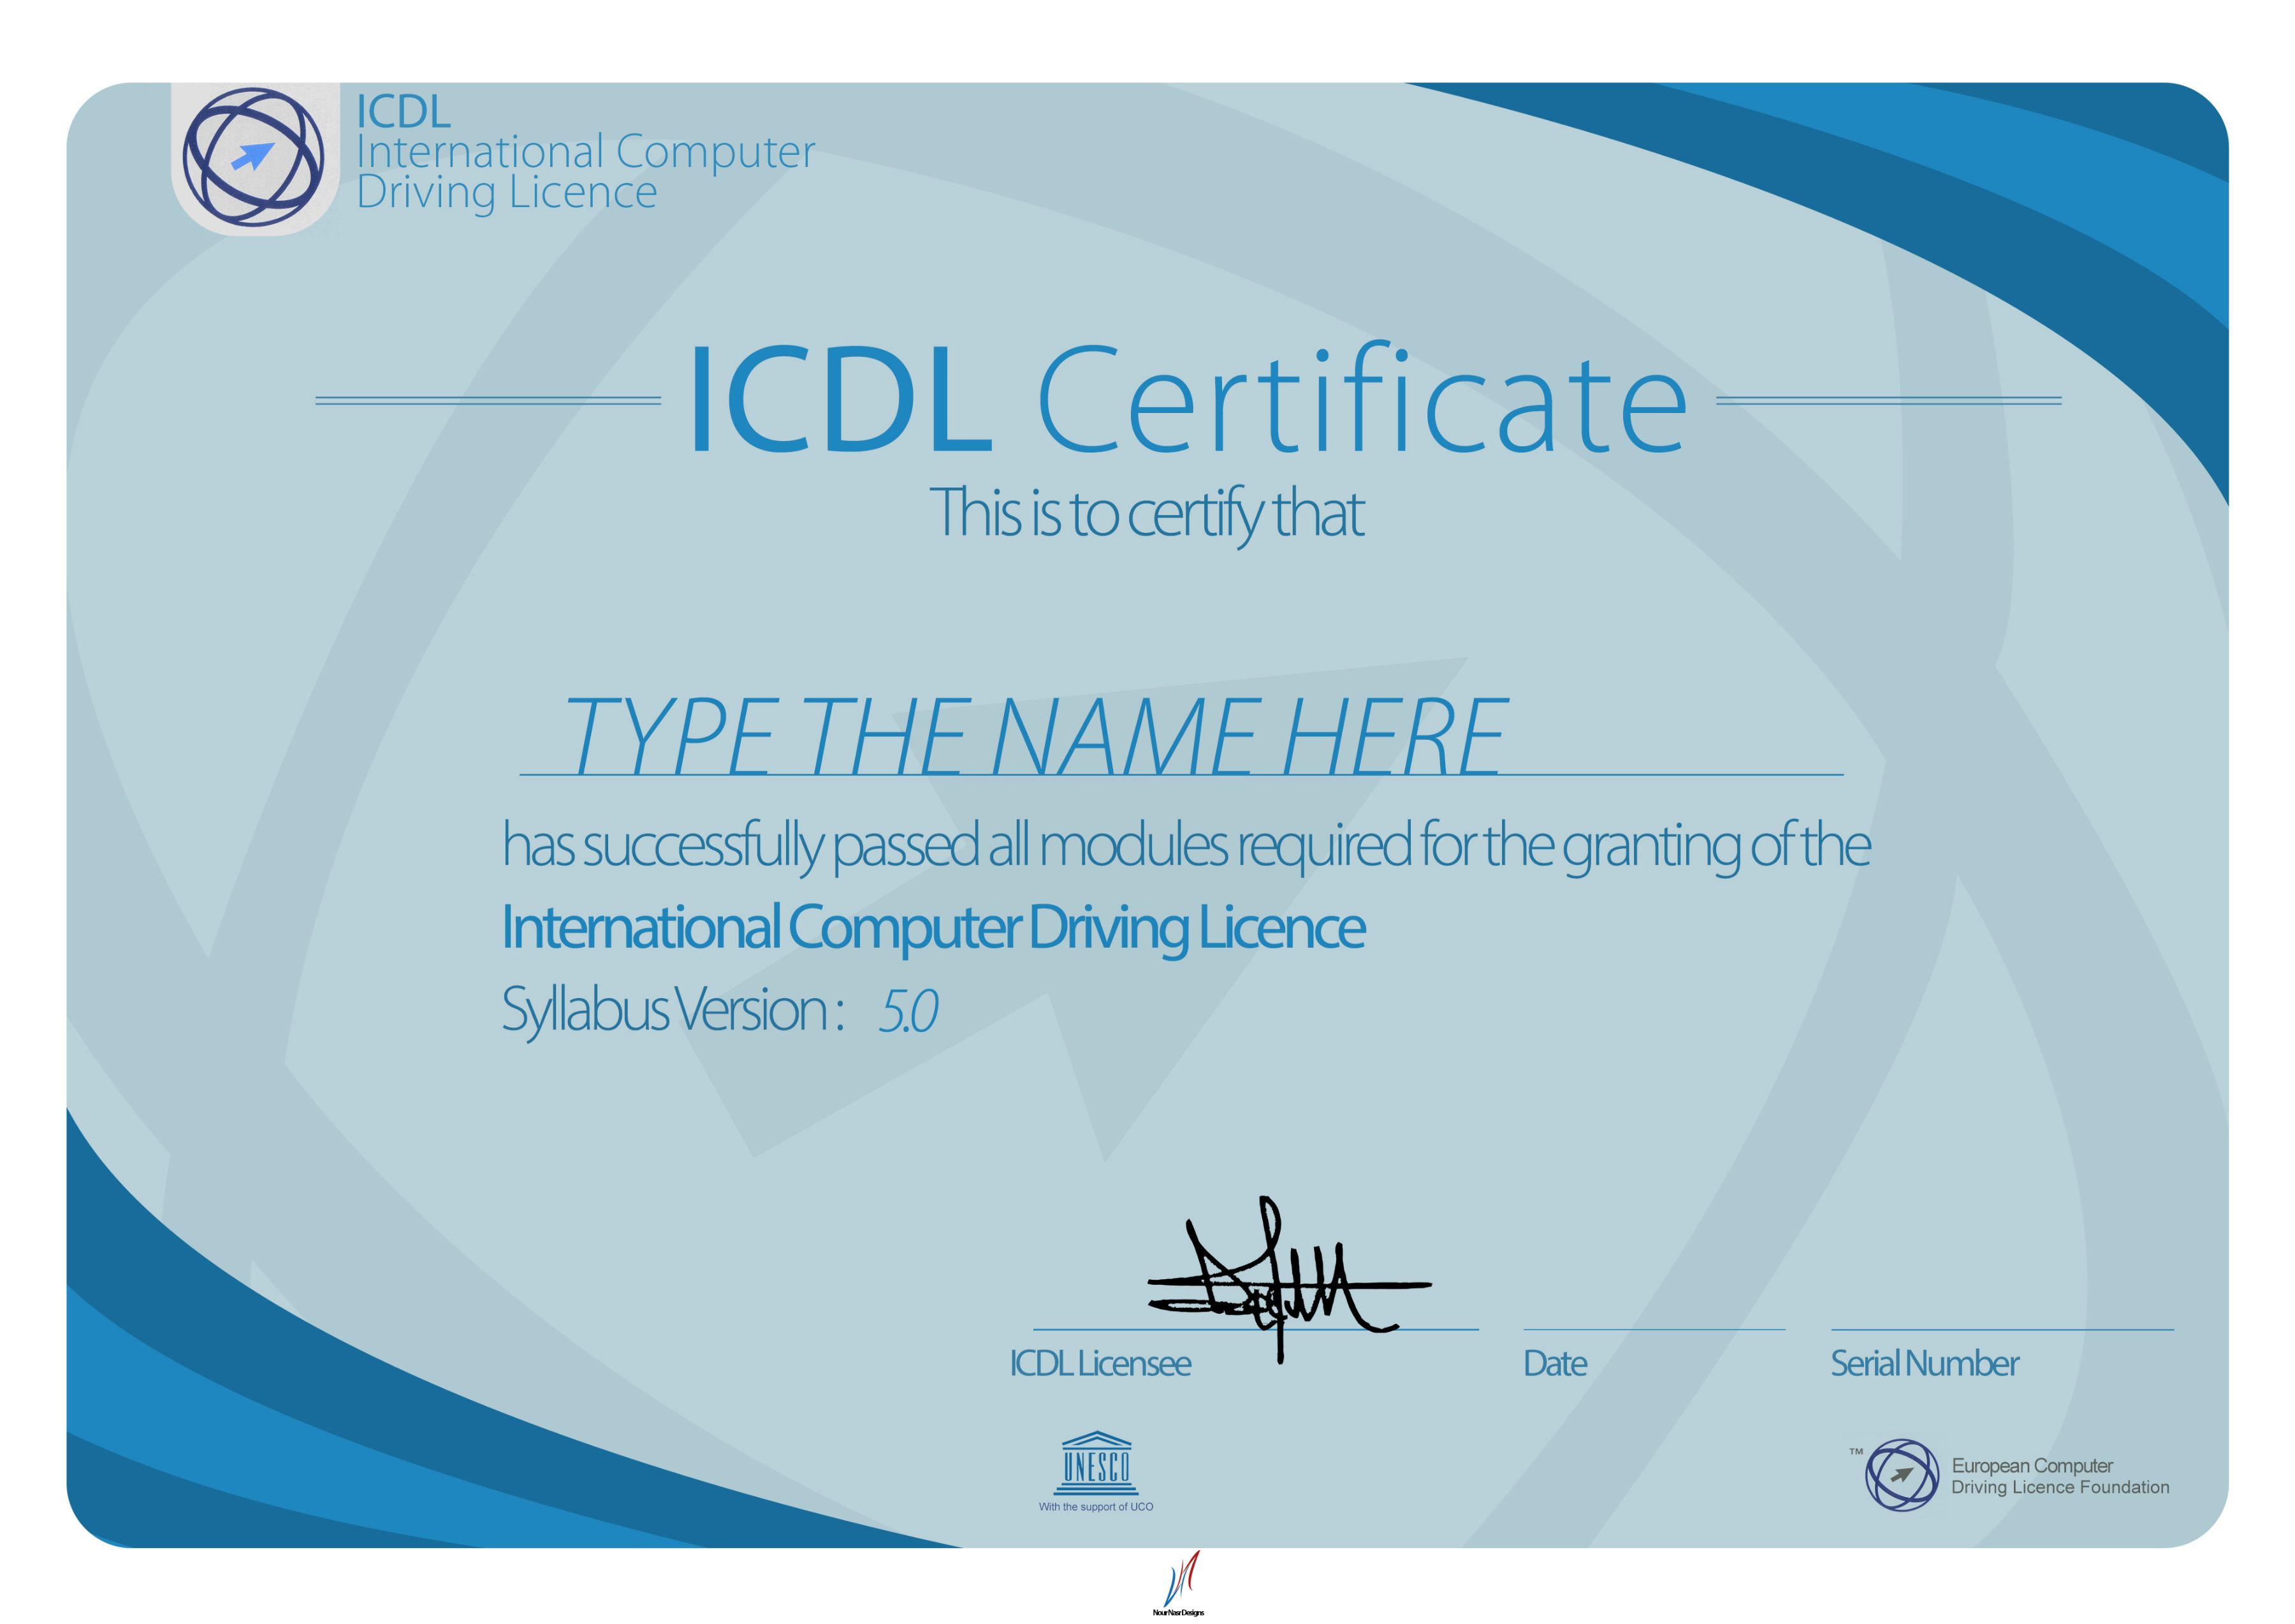 ICDL
International Computer
Driving Licence
ICDL Certificate
This is to certify that
TYPE THE NAME HERE
has successfully passed all modules required for the granting of the
International Computer Driving Licence
Syllabus Version : 5.0
ICDL Licensee
Date
Serial Number
UNESCO
With the support of UCO
TM
European Computer
Driving Licence Foundation
Nour Nasr Designs